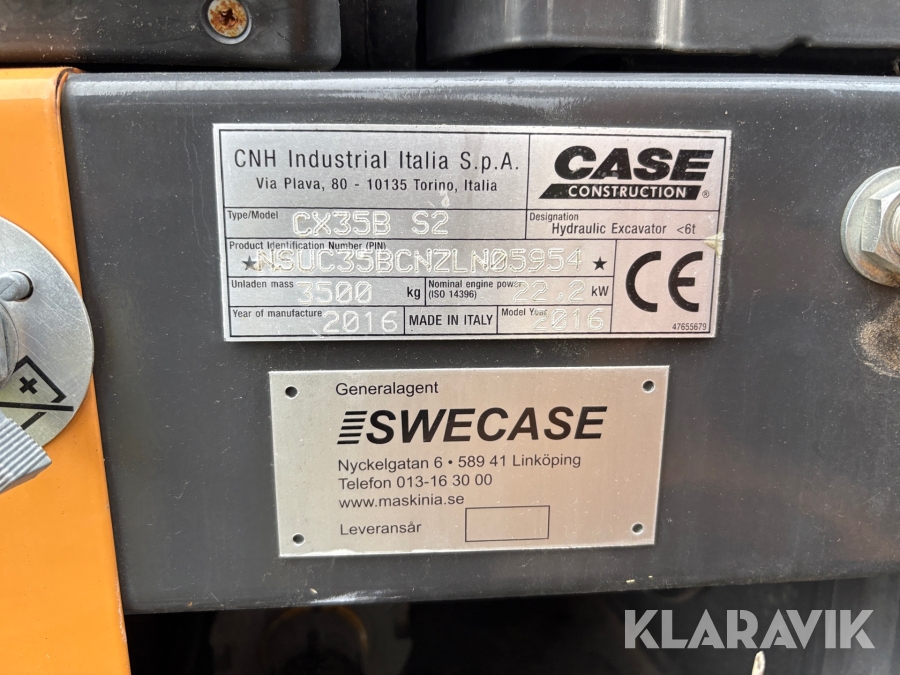 CNH Industrial Italia S.p.A.
Via Plava, 80 - 10135 Torino, Italia
CASE
CONSTRUCTION ®
Type/Model CX35B S2
Designation
Hydraulic Excavator <6t
Product Identification Number (PIN)
★NSUC35BCNZLN05954★
Unladen mass 3500 kg
Nominal engine power (ISO 14396) 22,2 kW
CE
Year of manufacture 2016
MADE IN ITALY
Model Year 2016
47655679
Generalagent
SWECASE
Nyckelgatan 6 • 589 41 Linköping
Telefon 013-16 30 00
www.maskinia.se
Leveransår
KLARAVIK